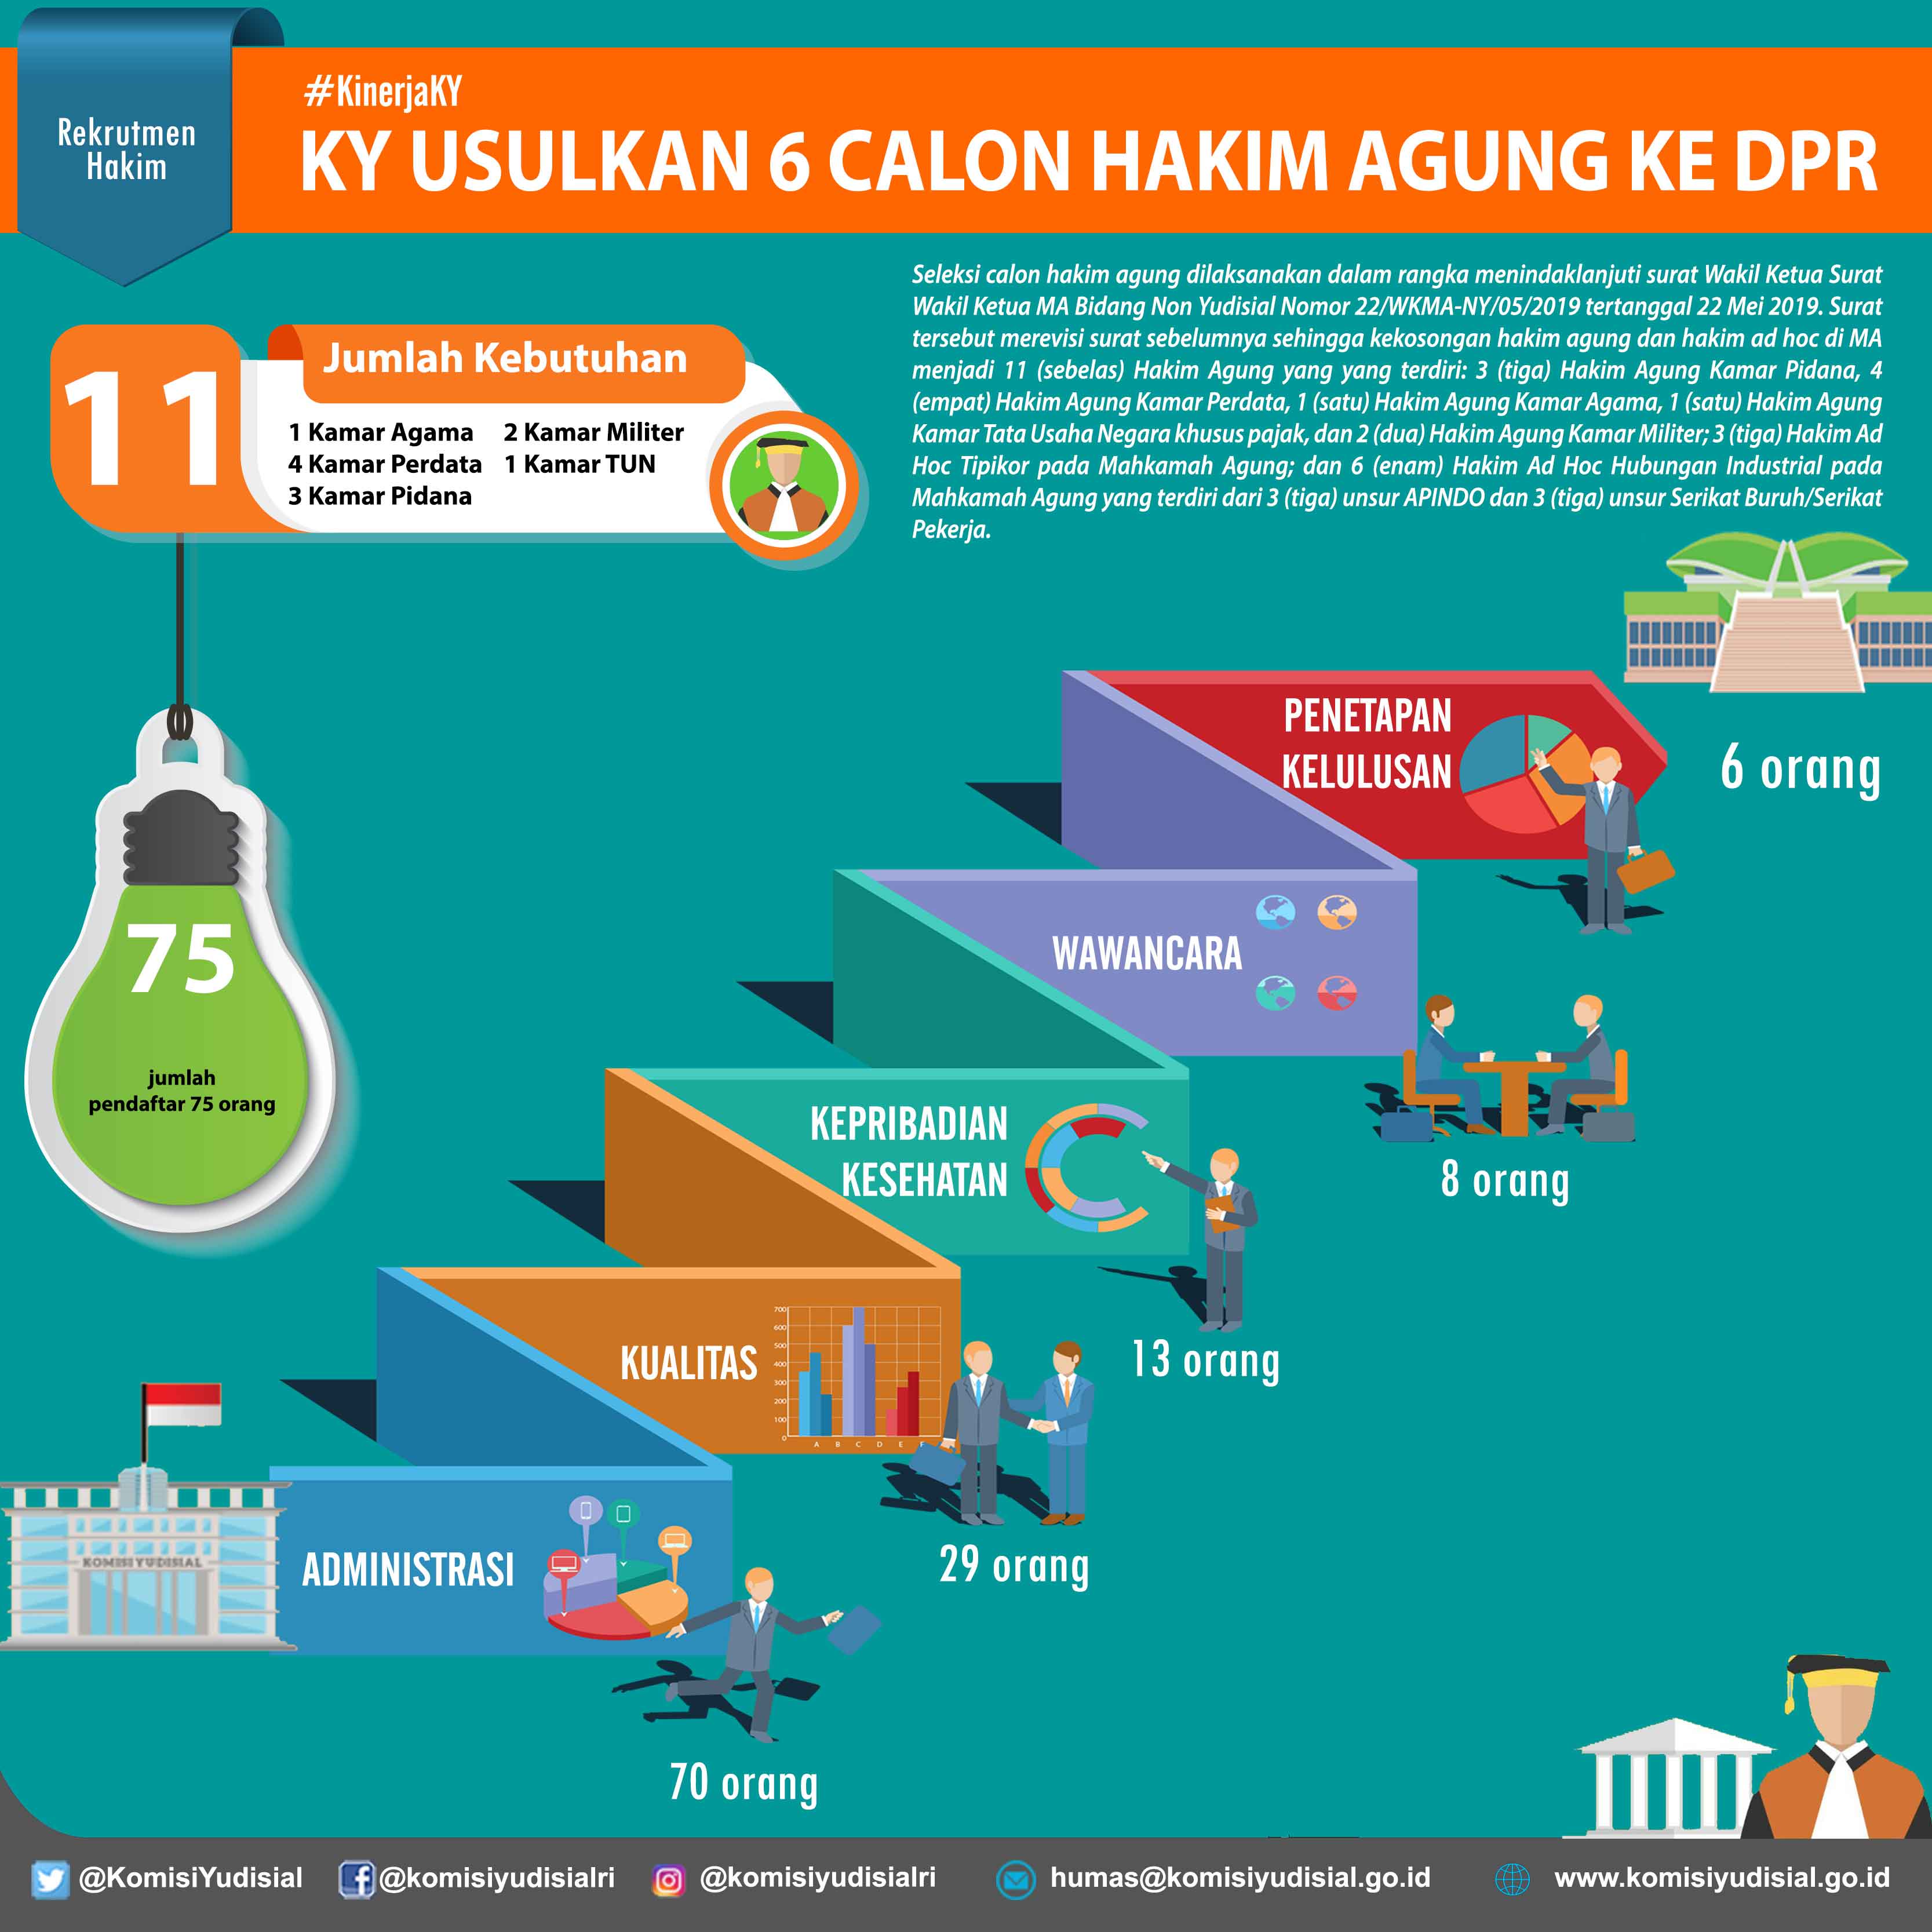 Rekrutmen
Hakim
#KinerjaKY
KY USULKAN 6 CALON HAKIM AGUNG KE DPR
Seleksi calon hakim agung dilaksanakan dalam rangka menindaklanjuti surat Wakil Ketua Surat
Wakil Ketua MA Bidang Non Yudisial Nomor 22/WKMA-NY/05/2019 tertanggal 22 Mei 2019. Surat
tersebut merevisi surat sebelumnya sehingga kekosongan hakim agung dan hakim ad hoc di MA
menjadi 11 (sebelas) Hakim Agung yang yang terdiri: 3 (tiga) Hakim Agung Kamar Pidana, 4
(empat) Hakim Agung Kamar Perdata, 1 (satu) Hakim Agung Kamar Agama, 1 (satu) Hakim Agung
Kamar Tata Usaha Negara khusus pajak, dan 2 (dua) Hakim Agung Kamar Militer; 3 (tiga) Hakim Ad
Hoc Tipikor pada Mahkamah Agung; dan 6 (enam) Hakim Ad Hoc Hubungan Industrial pada
Mahkamah Agung yang terdiri dari 3 (tiga) unsur APINDO dan 3 (tiga) unsur Serikat Buruh/Serikat
Pekerja.
11
Jumlah Kebutuhan
1 Kamar Agama 2 Kamar Militer
4 Kamar Perdata 1 Kamar TUN
3 Kamar Pidana
75
jumlah
pendaftar 75 orang
PENETAPAN
KELULUSAN
6 orang
WAWANCARA
8 orang
KEPRIBADIAN
KESEHATAN
13 orang
KUALITAS
700
600
500
400
300
200
100
0
A B C D E F
29 orang
KOMISI YUDISIAL
ADMINISTRASI
70 orang
@KomisiYudisial @komisiyudisialri @komisiyudisialri humas@komisiyudisial.go.id www.komisiyudisial.go.id